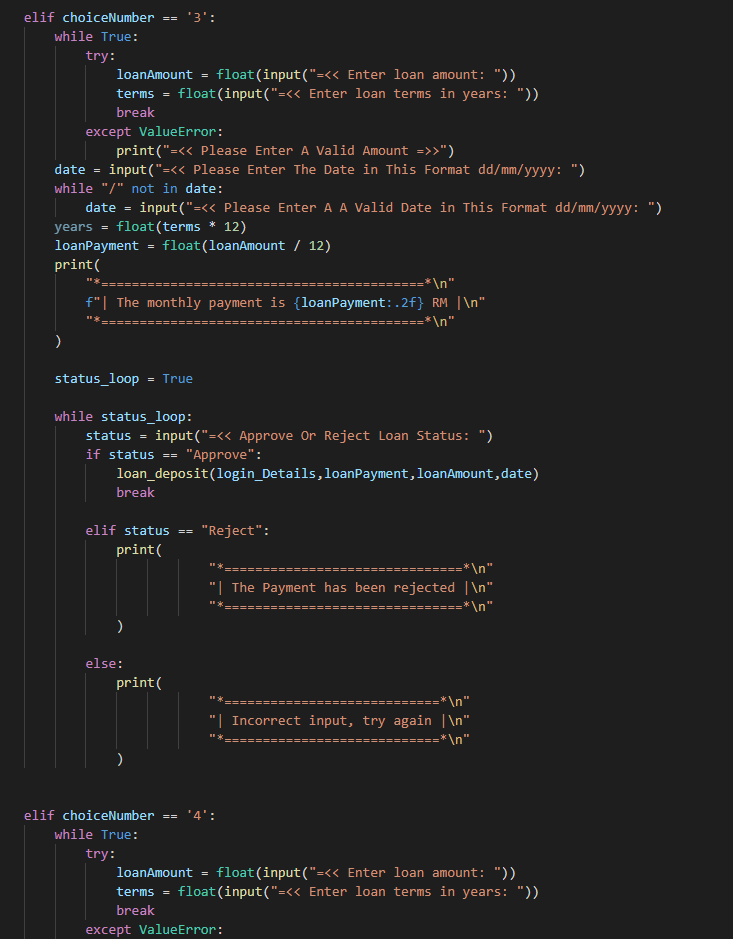 elif choiceNumber == '3':
    while True:
        try:
            loanAmount = float(input("=<< Enter loan amount: "))
            terms = float(input("=<< Enter loan terms in years: "))
            break
        except ValueError:
            print("=<< Please Enter A Valid Amount =>>")
    date = input("=<< Please Enter The Date in This Format dd/mm/yyyy: ")
    while "/" not in date:
        date = input("=<< Please Enter A A Valid Date in This Format dd/mm/yyyy: ")
    years = float(terms * 12)
    loanPayment = float(loanAmount / 12)
    print(
        "*==========================================*\n"
        f"| The monthly payment is {loanPayment:.2f} RM |\n"
        "*==========================================*\n"
    )
    status_loop = True
    while status_loop:
        status = input("=<< Approve Or Reject Loan Status: ")
        if status == "Approve":
            loan_deposit(login_Details,loanPayment,loanAmount,date)
            break
        elif status == "Reject":
            print(
                        "*===============================*\n"
                        "| The Payment has been rejected |\n"
                        "*===============================*\n"
            )
        else:
            print(
                        "*============================*\n"
                        "| Incorrect input, try again |\n"
                        "*============================*\n"
            )
elif choiceNumber == '4':
    while True:
        try:
            loanAmount = float(input("=<< Enter loan amount: "))
            terms = float(input("=<< Enter loan terms in years: "))
            break
        except ValueError: